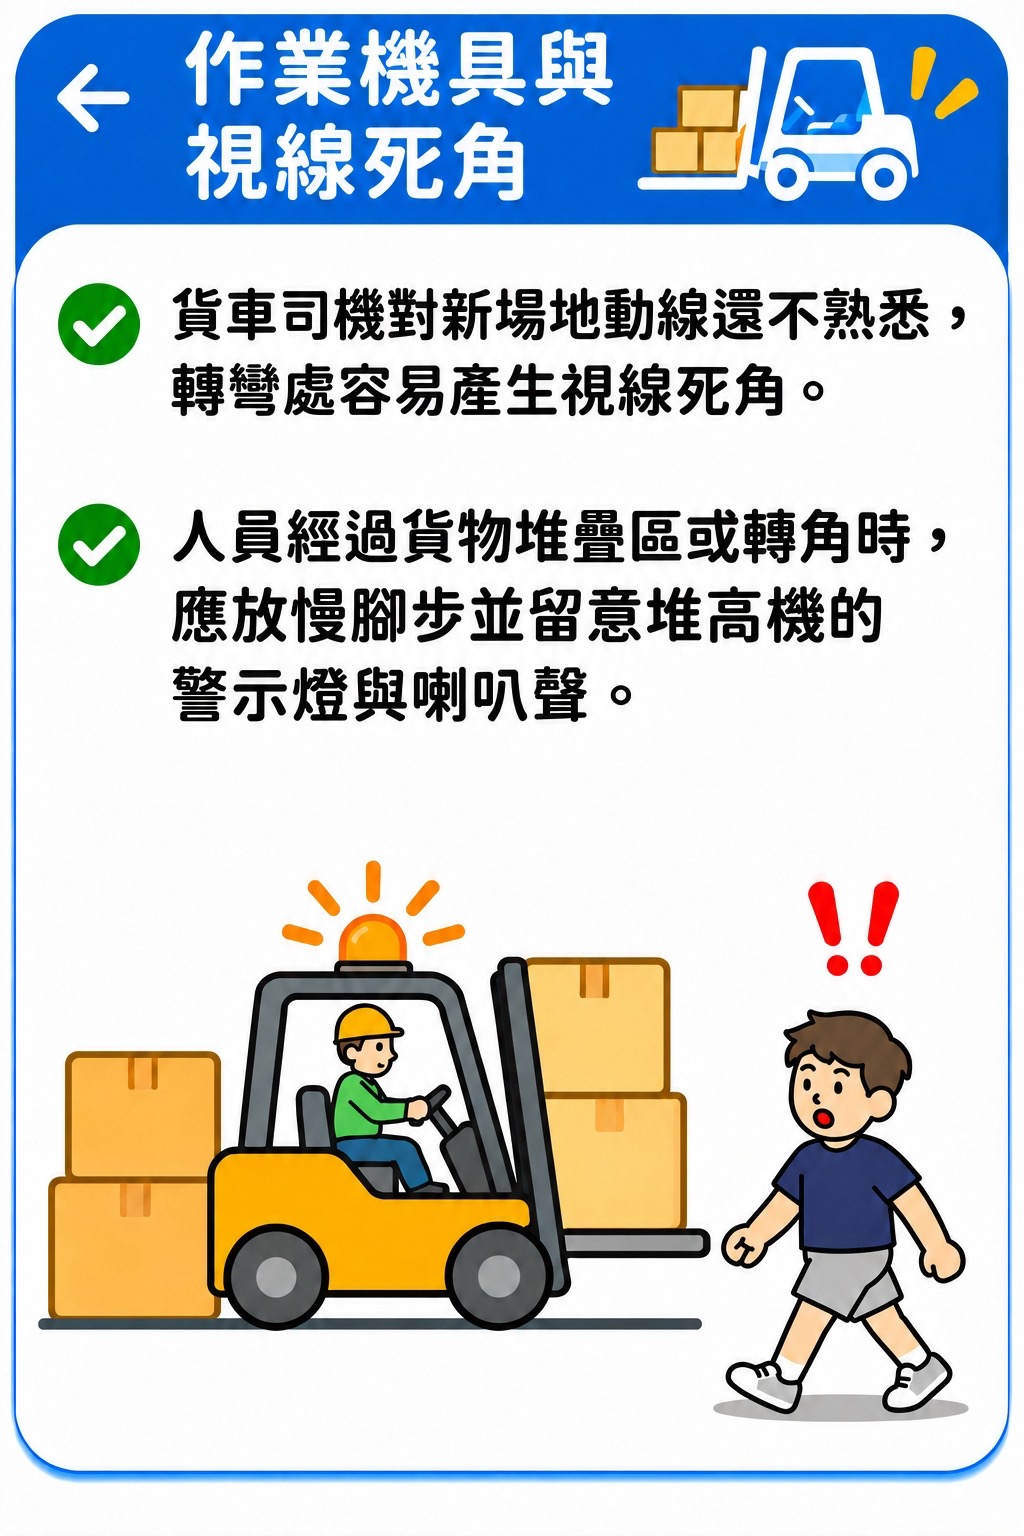 作業機具與
視線死角
貨車司機對新場地動線還不熟悉，
轉彎處容易產生視線死角。
人員經過貨物堆疊區或轉角時，
應放慢腳步並留意堆高機的
警示燈與喇叭聲。